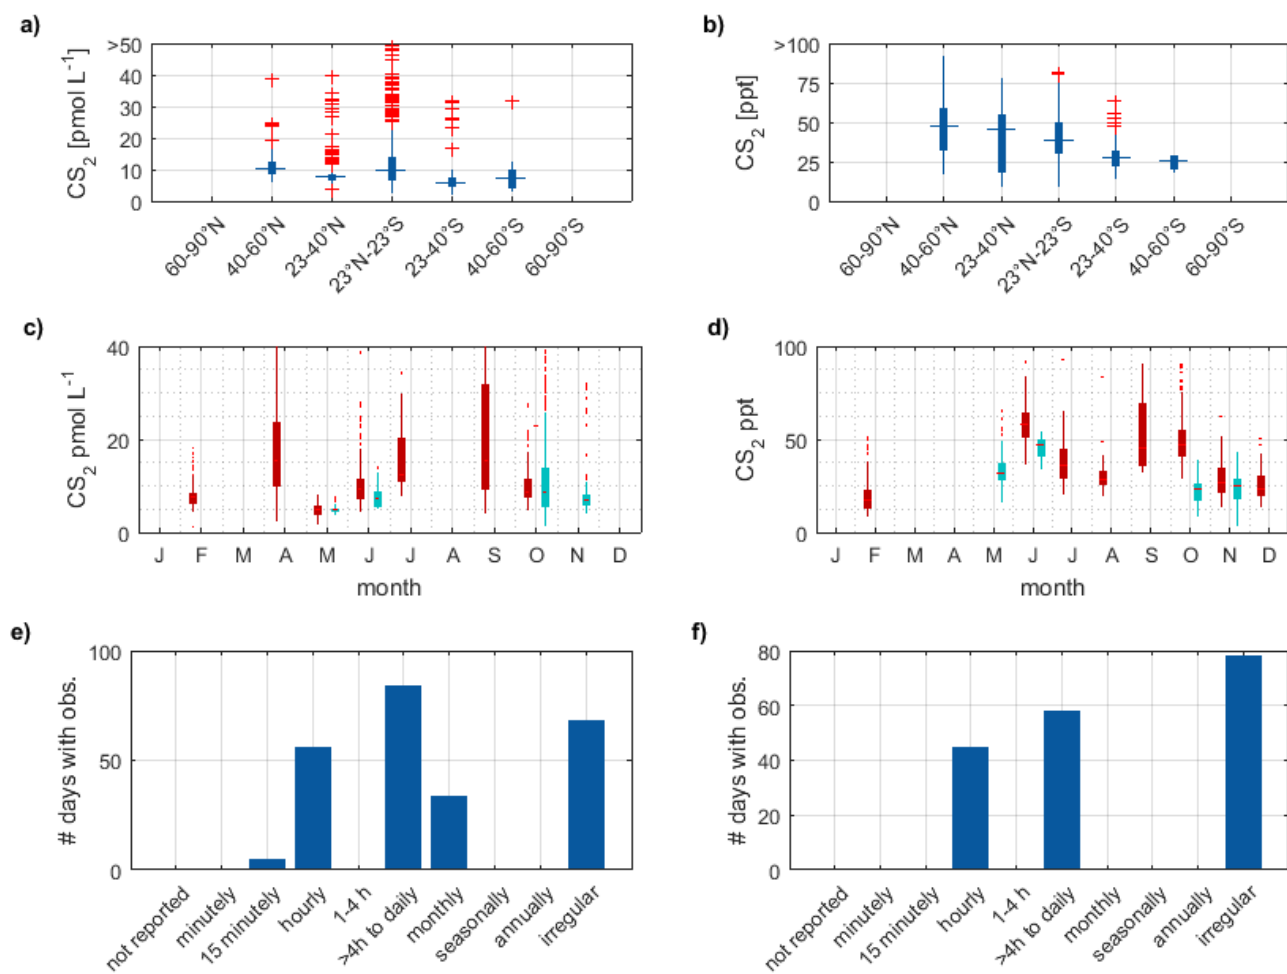 a)
CS2 [pmol L-1]
>50
40
30
20
10
0
60-90°N
40-60°N
23-40°N
23°N-23°S
23-40°S
40-60°S
60-90°S
b)
CS2 [ppt]
>100
75
50
25
0
60-90°N
40-60°N
23-40°N
23°N-23°S
23-40°S
40-60°S
60-90°S
c)
CS2 pmol L-1
40
20
0
J F M A M J J A S O N D
month
d)
CS2 ppt
100
50
0
J F M A M J J A S O N D
month
e)
# days with obs.
100
50
0
not reported
minutely
15 minutely
hourly
1-4 h
>4h to daily
monthly
seasonally
annually
irregular
f)
# days with obs.
80
60
40
20
0
not reported
minutely
15 minutely
hourly
1-4 h
>4h to daily
monthly
seasonally
annually
irregular